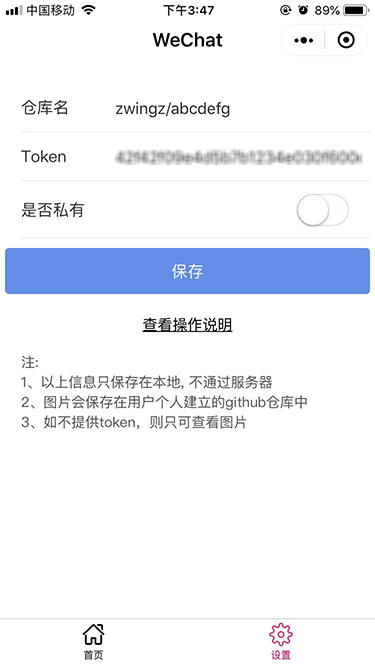 中国移动 下午3:47 89%
WeChat
仓库名 zwingz/abcdefg
Token
是否私有
保存
查看操作说明
注:
1、以上信息只保存在本地, 不通过服务器
2、图片会保存在用户个人建立的github仓库中
3、如不提供token，则只可查看图片
首页 设置